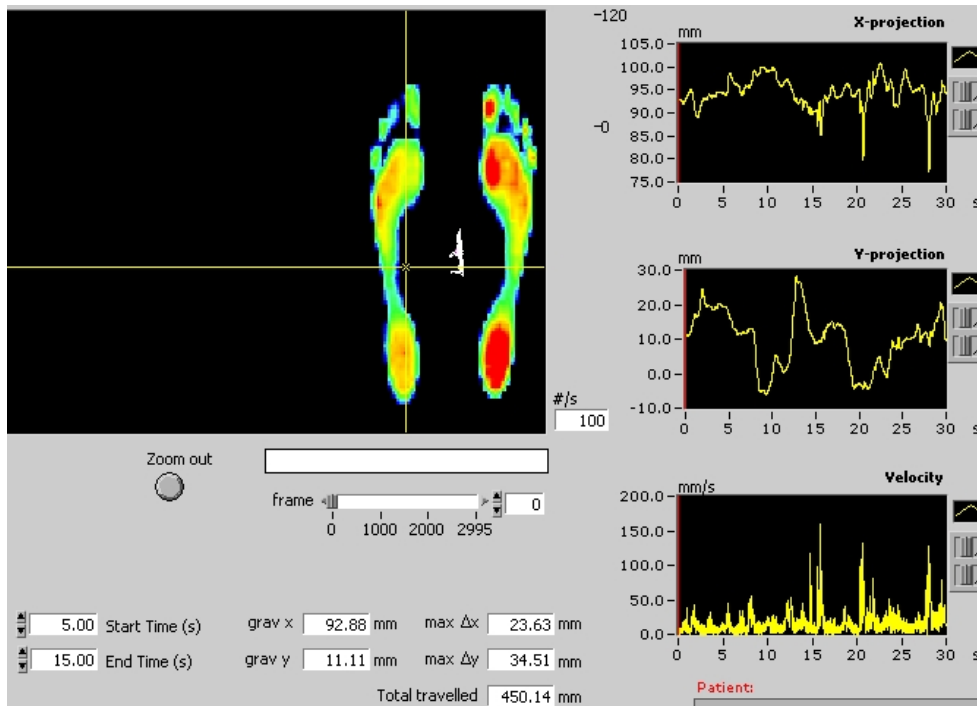 -120
-0
#/s
100
X-projection
mm
105.0
100.0
95.0
90.0
85.0
80.0
75.0
0 5 10 15 20 25 30 s
Y-projection
mm
30.0
20.0
10.0
0.0
-10.0
0 5 10 15 20 25 30 s
Velocity
mm/s
200.0
150.0
100.0
50.0
0.0
0 5 10 15 20 25 30 s
Zoom out
frame 0
0 1000 2000 2995
5.00 Start Time (s) grav x 92.88 mm max Δx 23.63 mm
15.00 End Time (s) grav y 11.11 mm max Δy 34.51 mm
Total travelled 450.14 mm
Patient: